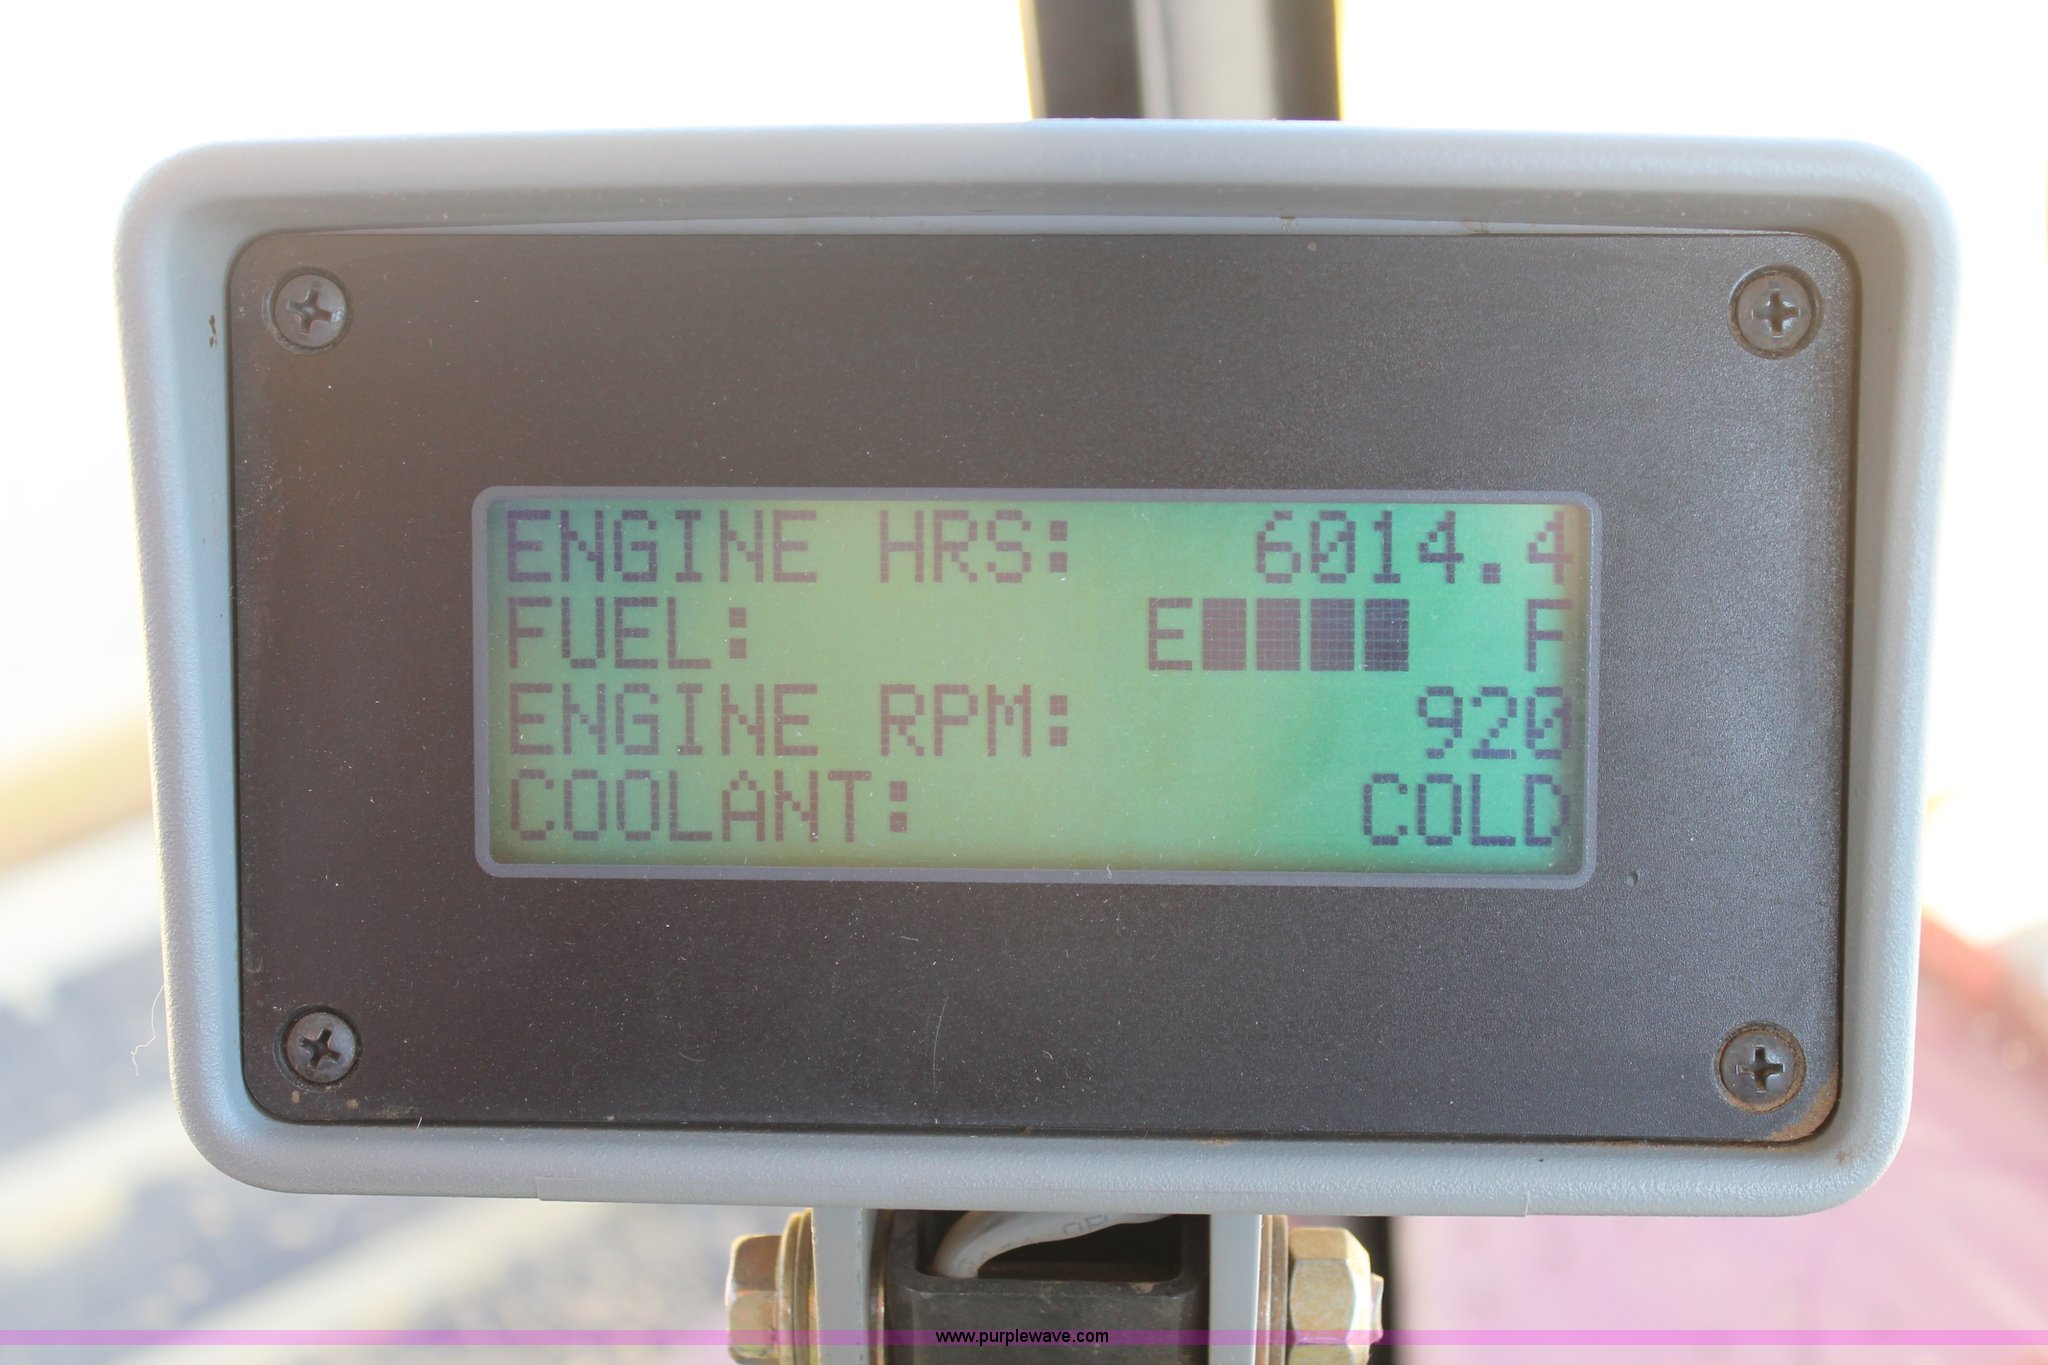 ENGINE HRS: 6014.4
FUEL: E████ F
ENGINE RPM: 920
COOLANT: COLD
www.purplewave.com